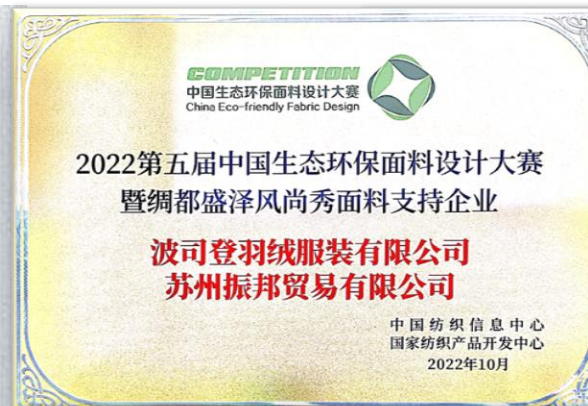 COMPETITION
中国生态环保面料设计大赛
China Eco-friendly Fabric Design
2022第五届中国生态环保面料设计大赛
暨绸都盛泽风尚秀面料支持企业
波司登羽绒服装有限公司
苏州振邦贸易有限公司
中国纺织信息中心
国家纺织产品开发中心
2022年10月